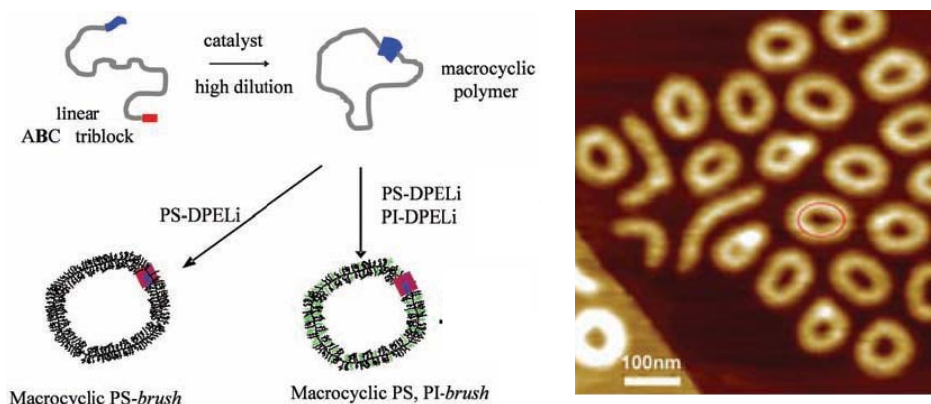 catalyst
high dilution
linear
ABC triblock
macrocyclic
polymer
PS-DPELi
PS-DPELi
PI-DPELi
Macrocyclic PS-brush
Macrocyclic PS, PI-brush
100nm